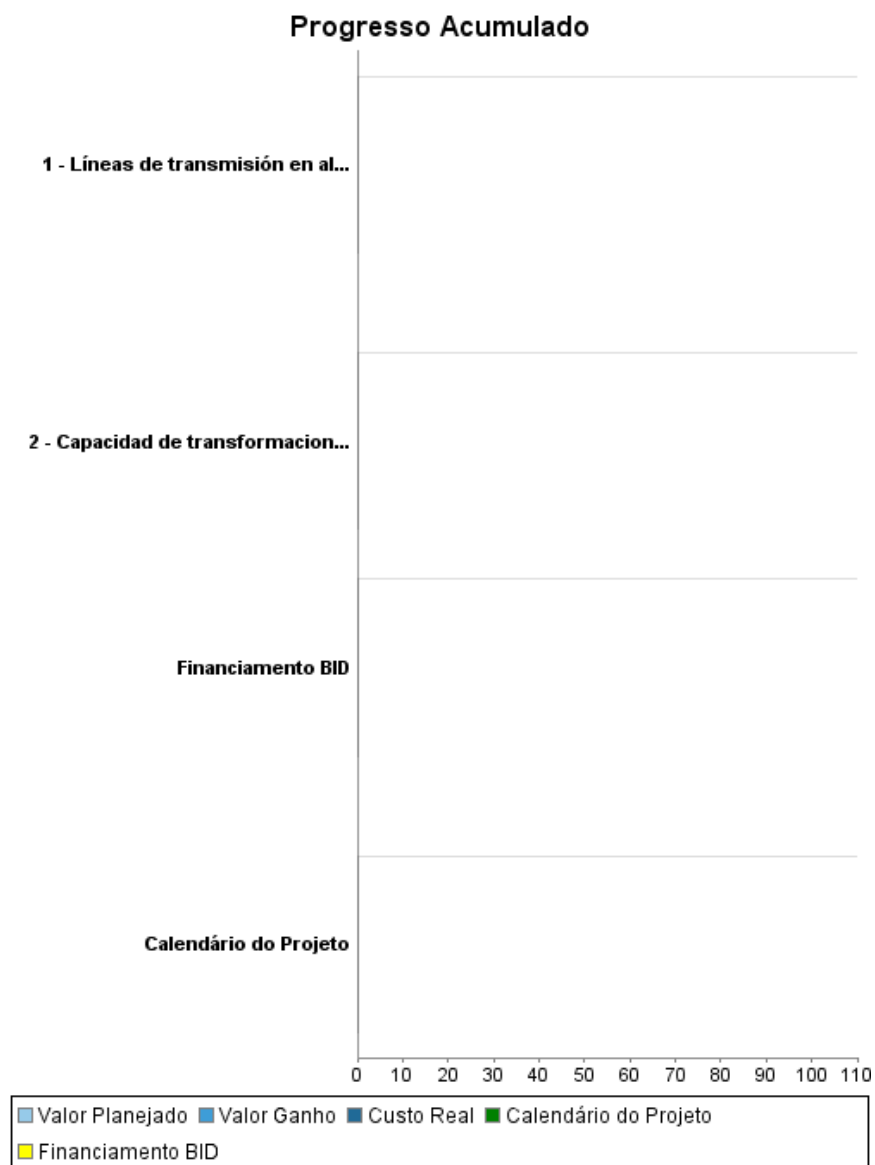 Progresso Acumulado
1 - Líneas de transmisión en al...
2 - Capacidad de transformacion...
Financiamento BID
Calendário do Projeto
0 10 20 30 40 50 60 70 80 90 100 110
Valor Planejado Valor Ganho Custo Real Calendário do Projeto
Financiamento BID